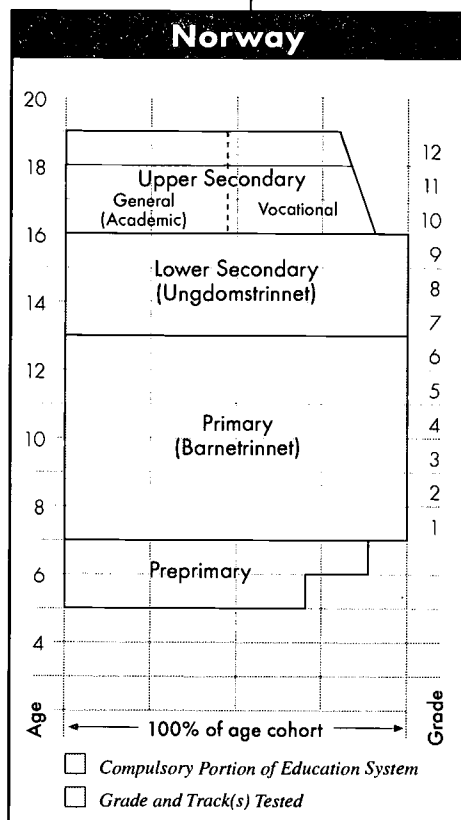 Norway
20
18
16
14
12
10
8
6
4
Age
Upper Secondary
General
(Academic)
Vocational
Lower Secondary
(Ungdomstrinnet)
Primary
(Barnetrinnet)
Preprimary
12
11
10
9
8
7
6
5
4
3
2
1
Grade
100% of age cohort
Compulsory Portion of Education System
Grade and Track(s) Tested